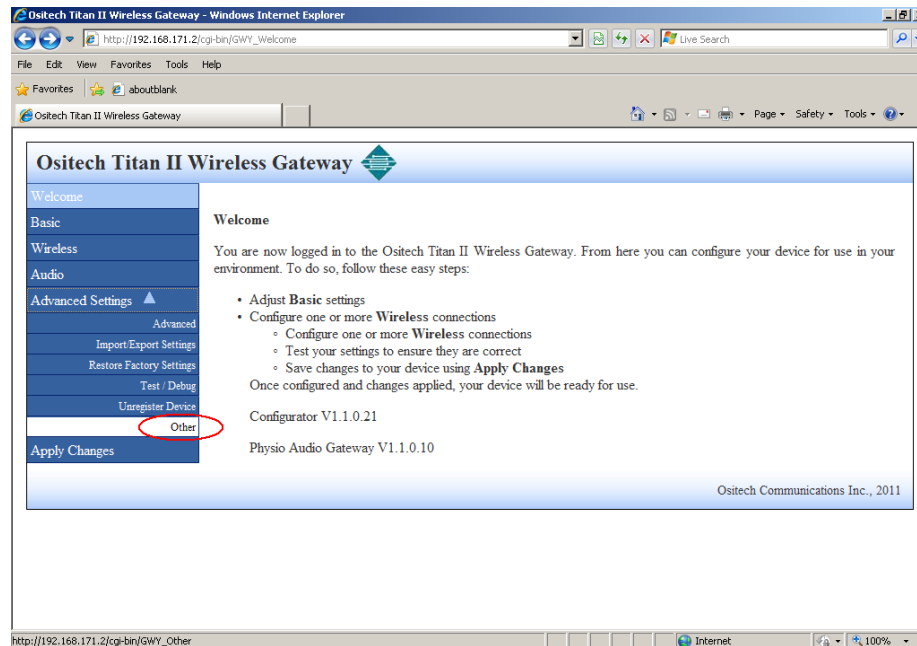 Ositech Titan II Wireless Gateway - Windows Internet Explorer
http://192.168.171.2/cgi-bin/GWY_Welcome
Live Search
File Edit View Favorites Tools Help
Favorites aboutblank
Ositech Titan II Wireless Gateway
Page Safety Tools
Ositech Titan II Wireless Gateway
Welcome
Basic
Wireless
Audio
Advanced Settings
Advanced
Import/Export Settings
Restore Factory Settings
Test / Debug
Unregister Device
Other
Apply Changes
Welcome
You are now logged in to the Ositech Titan II Wireless Gateway. From here you can configure your device for use in your
environment. To do so, follow these easy steps:
• Adjust Basic settings
• Configure one or more Wireless connections
◦ Configure one or more Wireless connections
◦ Test your settings to ensure they are correct
◦ Save changes to your device using Apply Changes
Once configured and changes applied, your device will be ready for use.
Configurator V1.1.0.21
Physio Audio Gateway V1.1.0.10
Ositech Communications Inc., 2011
http://192.168.171.2/cgi-bin/GWY_Other
Internet
100%